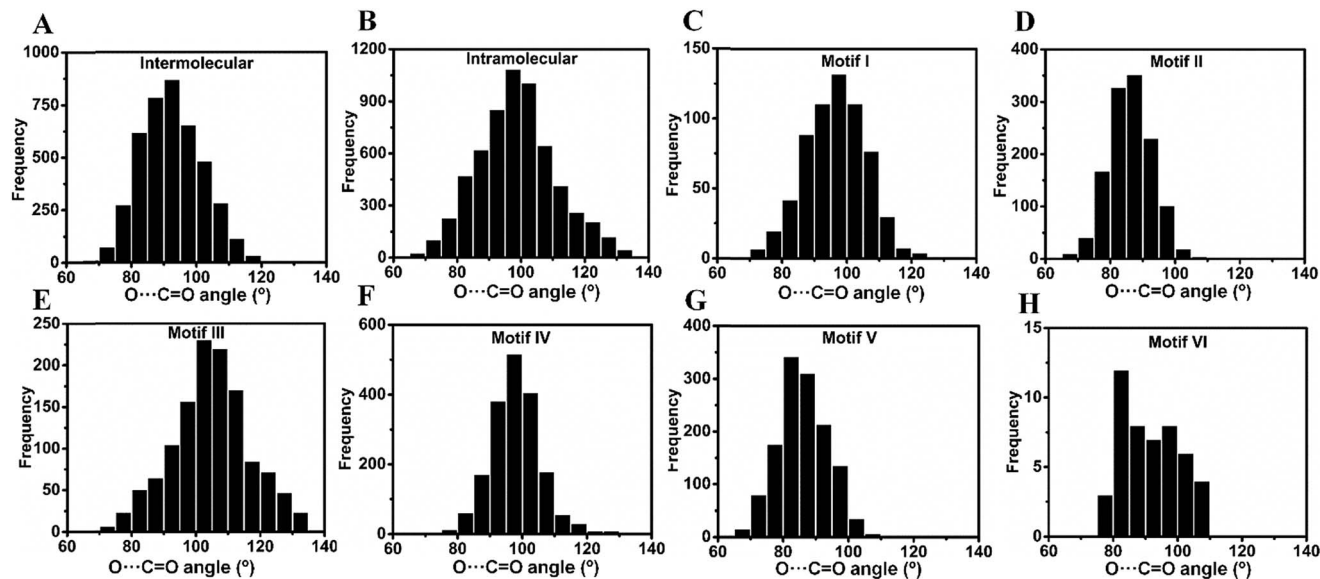 A
Intermolecular
Frequency
1000
750
500
250
0
60 80 100 120 140
O···C=O angle (º)
B
Intramolecular
Frequency
1200
900
600
300
0
60 80 100 120 140
O···C=O angle (º)
C
Motif I
Frequency
150
100
50
0
60 80 100 120 140
O···C=O angle (º)
D
Motif II
Frequency
400
300
200
100
0
60 80 100 120 140
O···C=O angle (º)
E
Motif III
Frequency
250
200
150
100
50
0
60 80 100 120 140
O···C=O angle (º)
F
Motif IV
Frequency
600
400
200
0
60 80 100 120 140
O···C=O angle (º)
G
Motif V
Frequency
400
300
200
100
0
60 80 100 120 140
O···C=O angle (º)
H
Motif VI
Frequency
15
10
5
0
60 80 100 120 140
O···C=O angle (º)